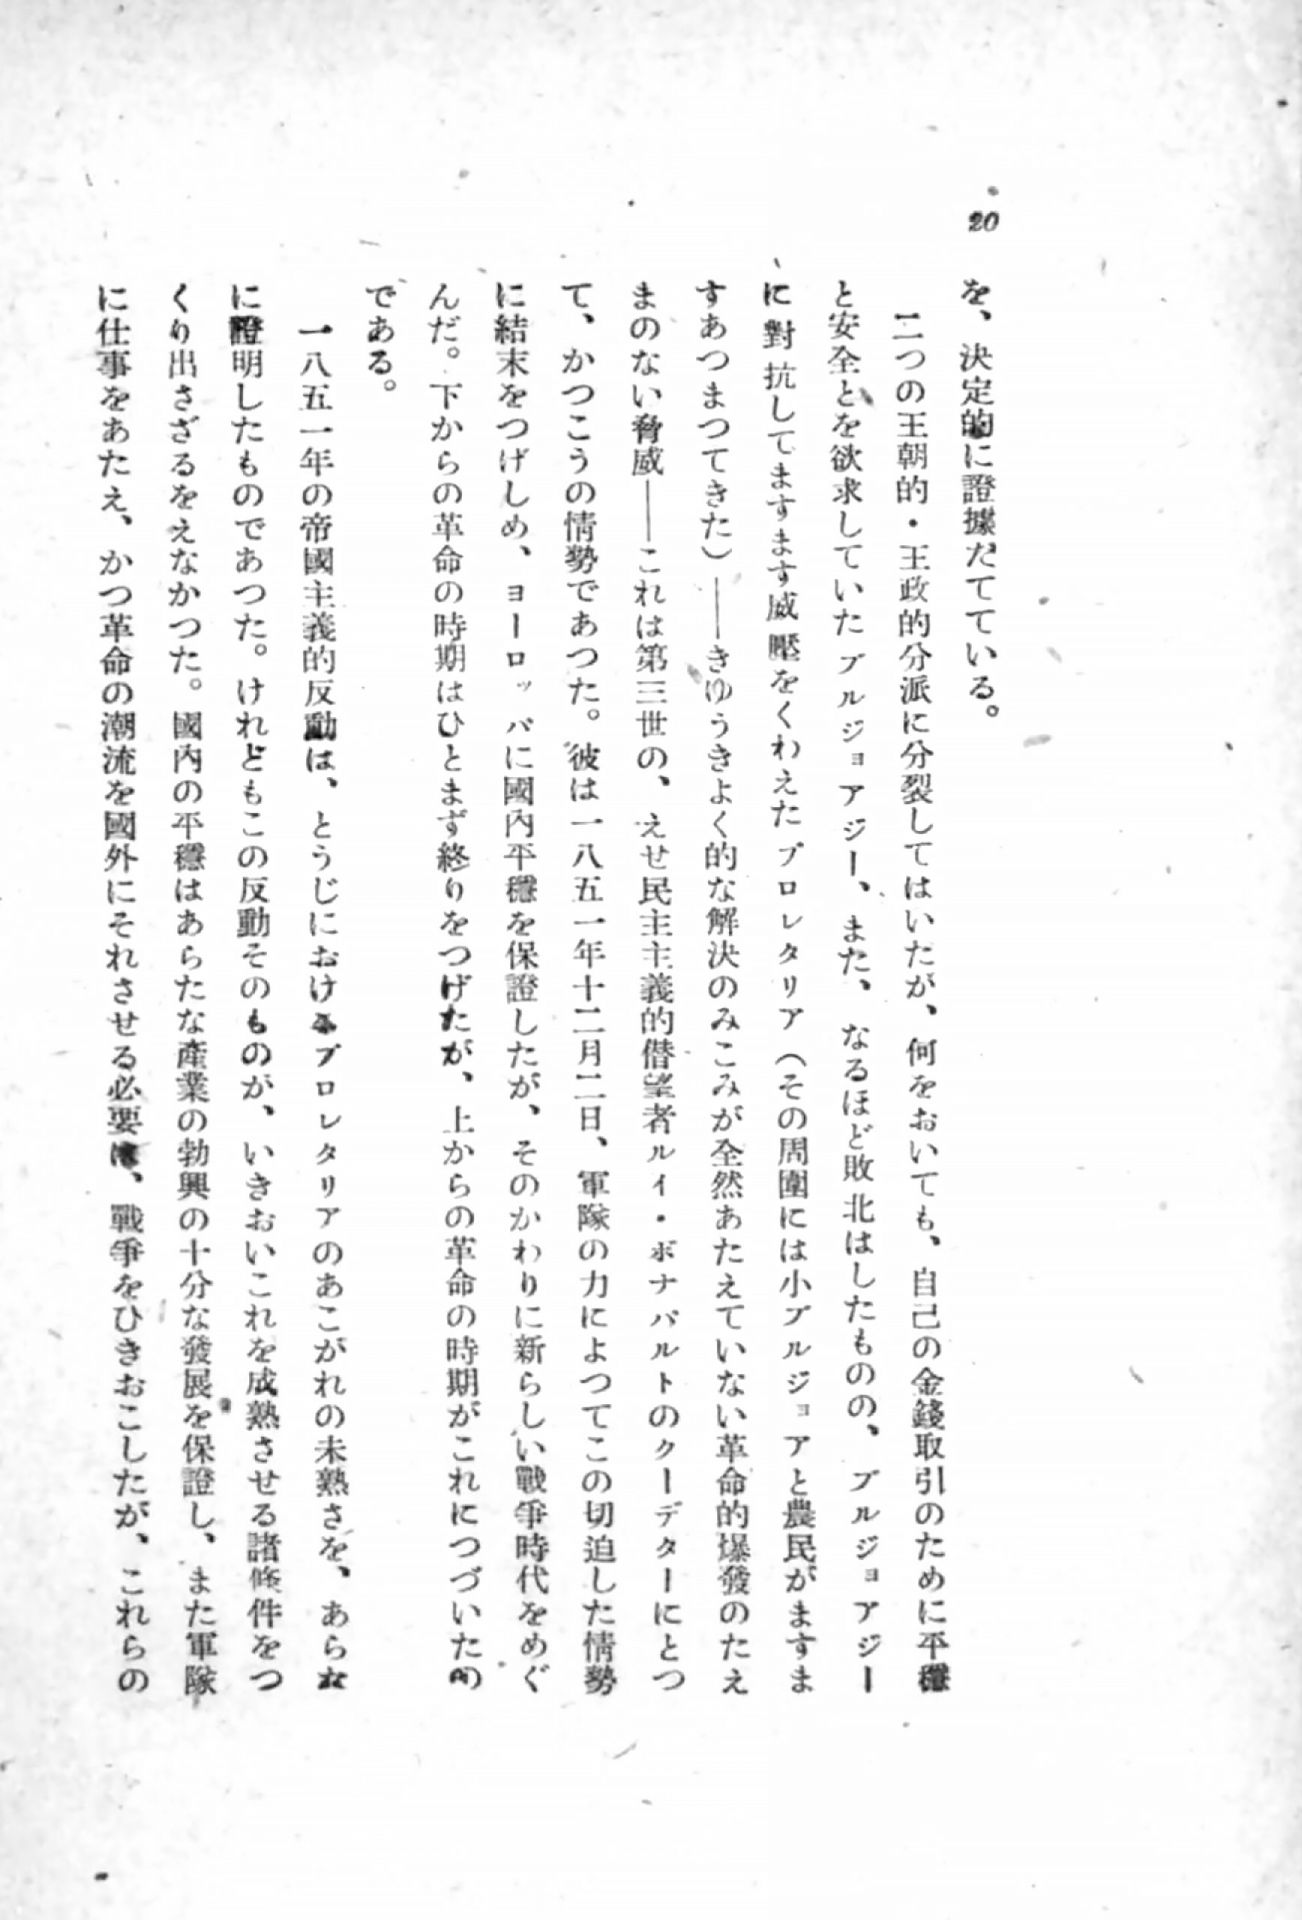 20
を、決定的に證據だてている。
二つの王朝的・王政的分派に分裂してはいたが、何をおいても、自己の金錢取引のために平穩
と安全とを欲求していたブルジョアジー、また、なるほど敗北はしたものの、ブルジョアジー
に對抗してますます威壓をくわえたプロレタリア（その周圍には小ブルジョアと農民がますま
すあつまつてきた）――きゆうきよく的な解決のみこみが全然あたえていない革命的爆發のたえ
まのない脅威――これは第三世の、えせ民主主義的僭望者ルイ・ボナパルトのクーデターにとつ
て、かつこうの情勢であつた。彼は一八五一年十二月二日、軍隊の力によつてこの切迫した情勢
に結末をつげしめ、ヨーロッパに國內平穩を保證したが、そのかわりに新らしい戰爭時代をめぐ
んだ。下からの革命の時期はひとまず終りをつげたが、上からの革命の時期がこれにつづいたの
である。
一八五一年の帝國主義的反動は、とうじにおけるプロレタリアのあこがれの未熟さを、あらた
に證明したものであつた。けれどもこの反動そのものが、いきおいこれを成熟させる諸條件をつ
くり出さざるをえなかつた。國內の平穩はあらたな產業の勃興の十分な發展を保證し、また軍隊
に仕事をあたえ、かつ革命の潮流を國外にそれさせる必要は、戰爭をひきおこしたが、これらの